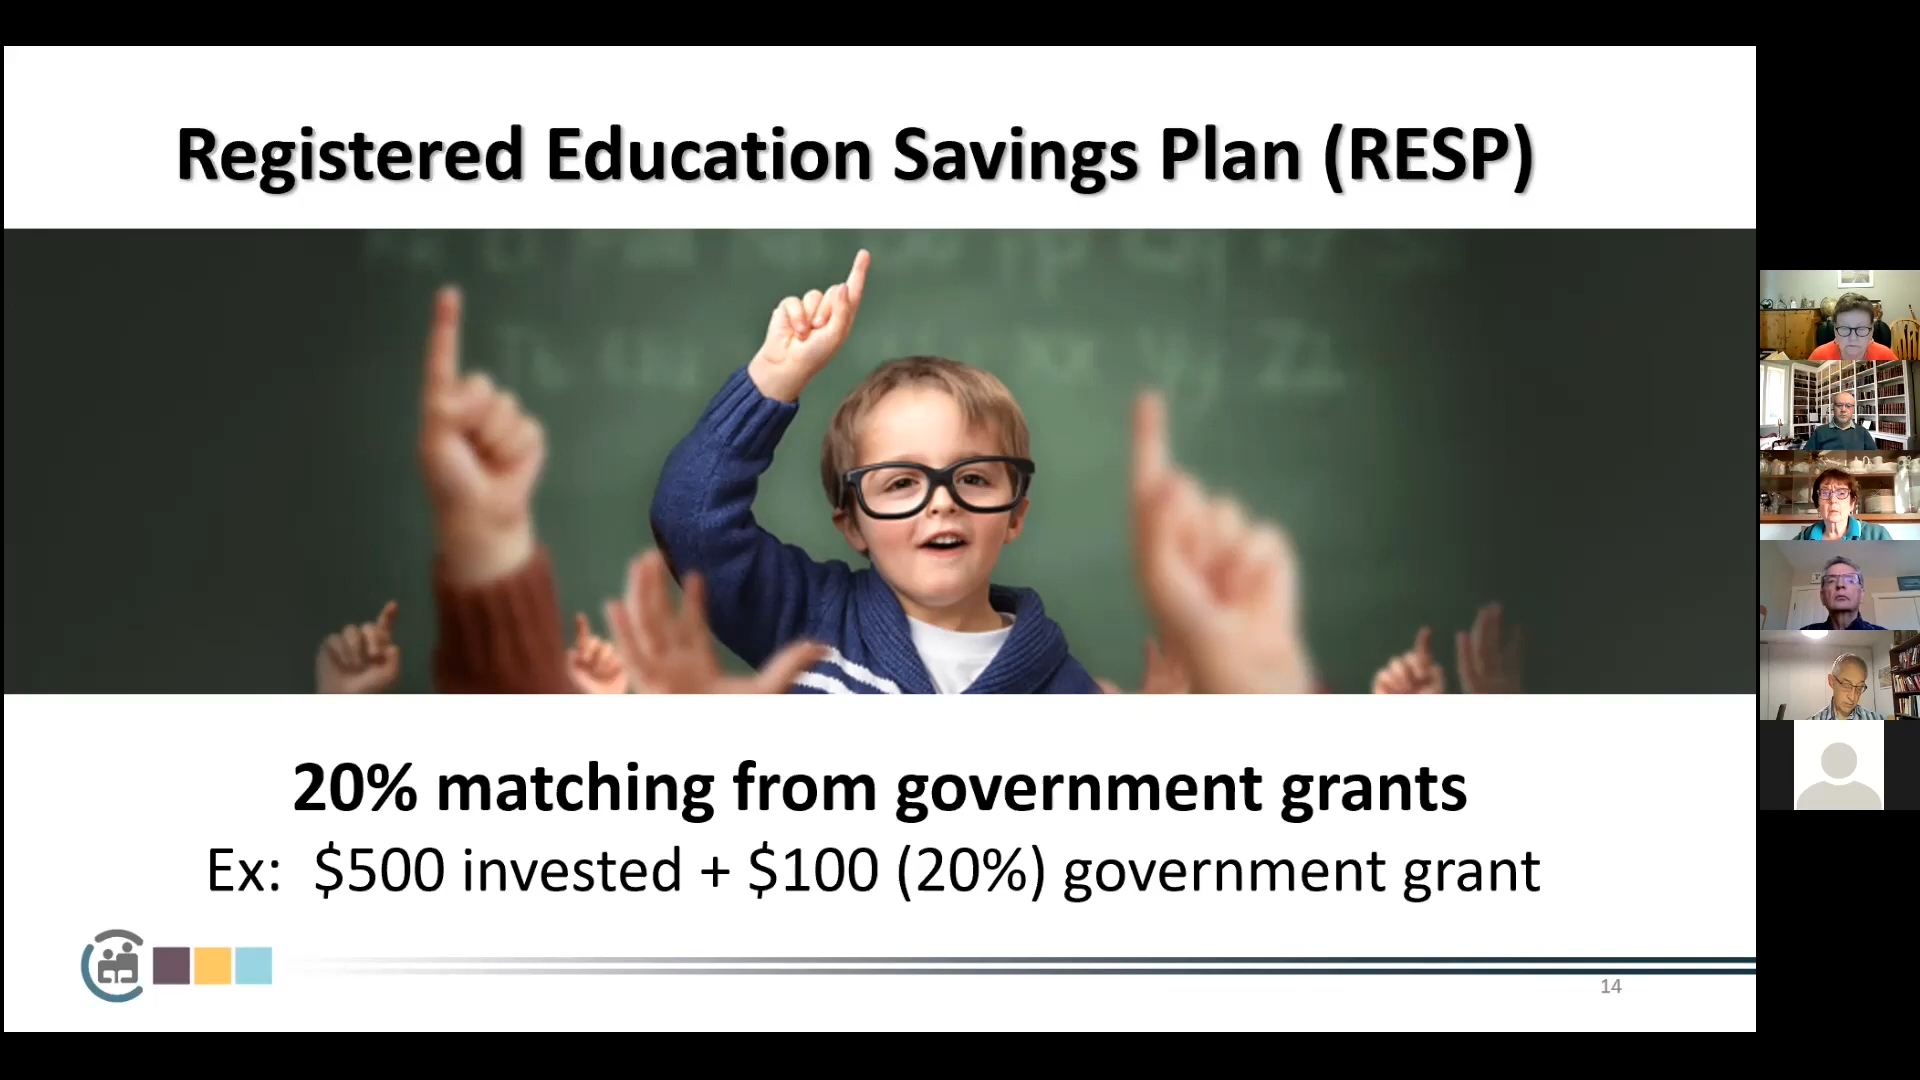 Registered Education Savings Plan (RESP)
20% matching from government grants
Ex: $500 invested + $100 (20%) government grant
14